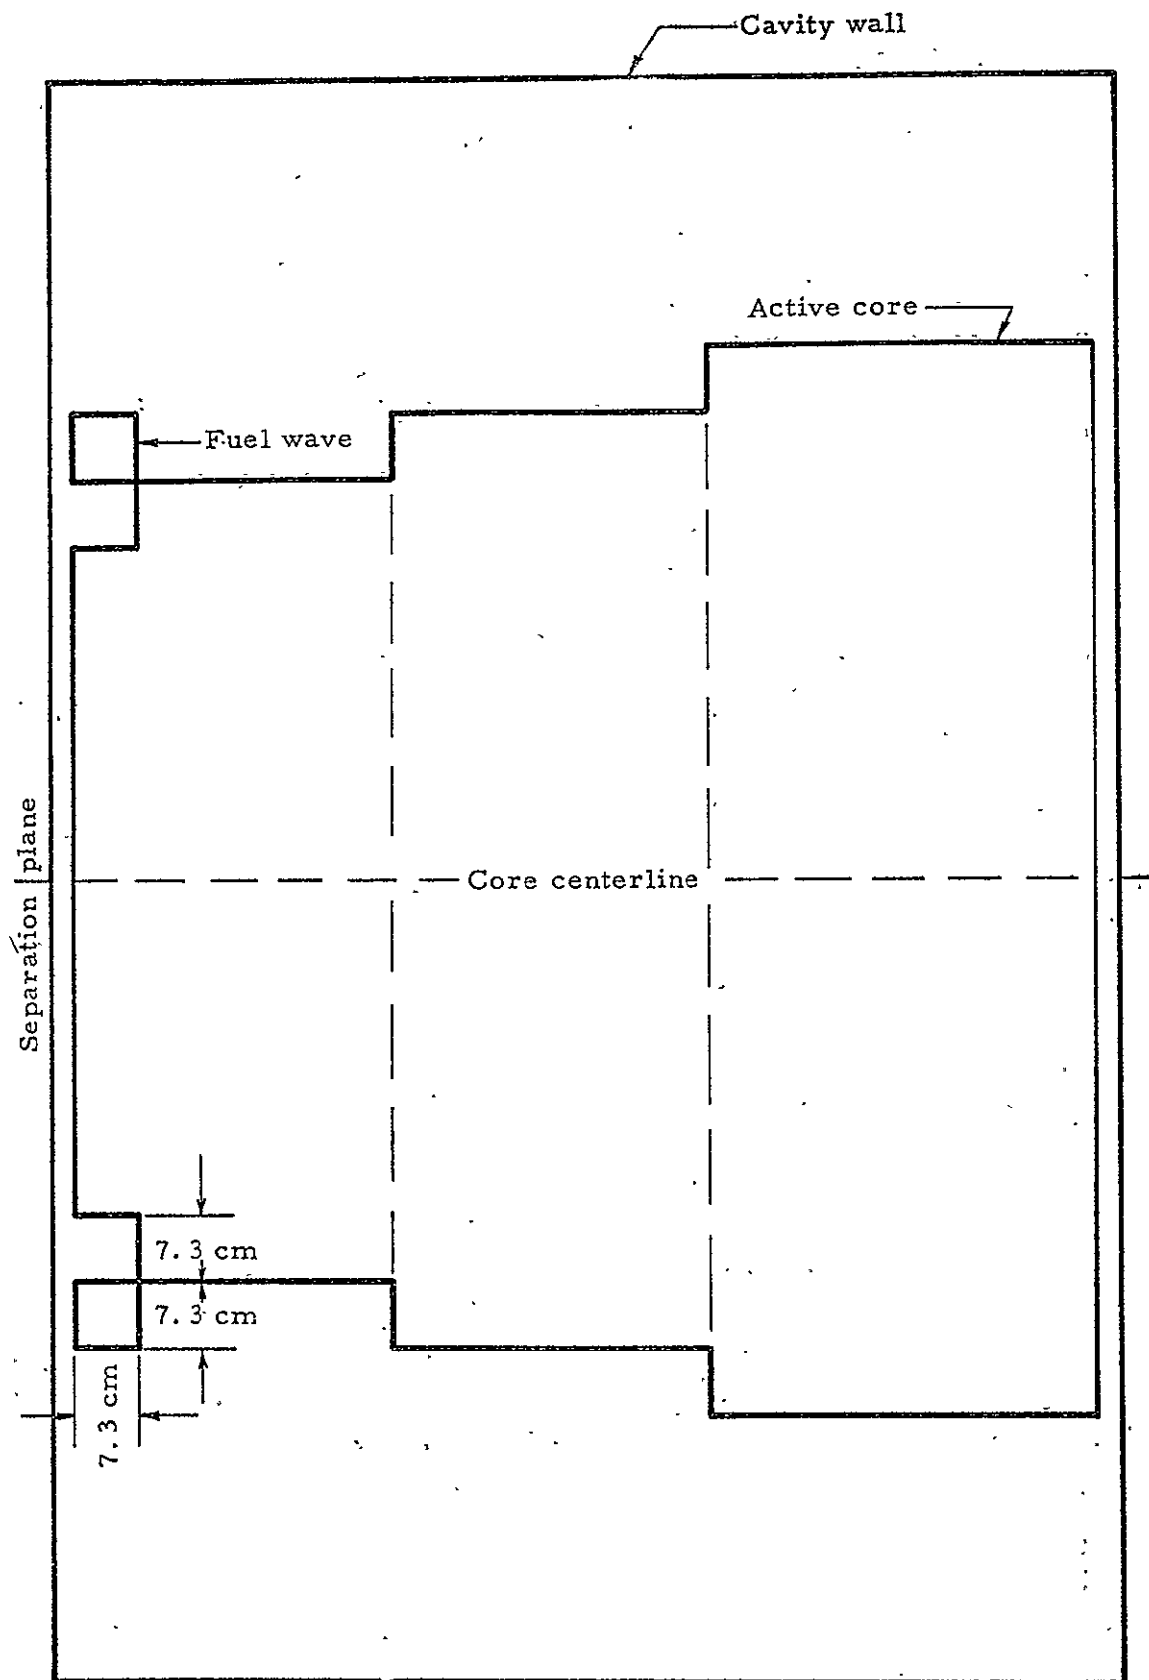 Cavity wall
Active core
Fuel wave
Separation plane
Core centerline
7.3 cm
7.3 cm
7.3 cm